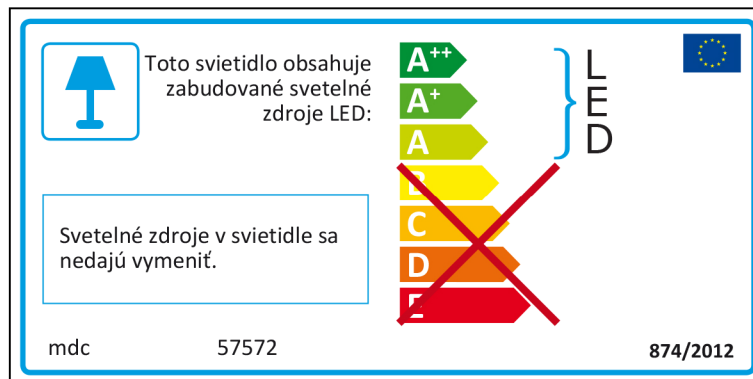 Toto svietidlo obsahuje
zabudované svetelné
zdroje LED:
A++
A+
A
B
C
D
E
L
E
D
Svetelné zdroje v svietidle sa
nedajú vymeniť.
mdc 57572
874/2012